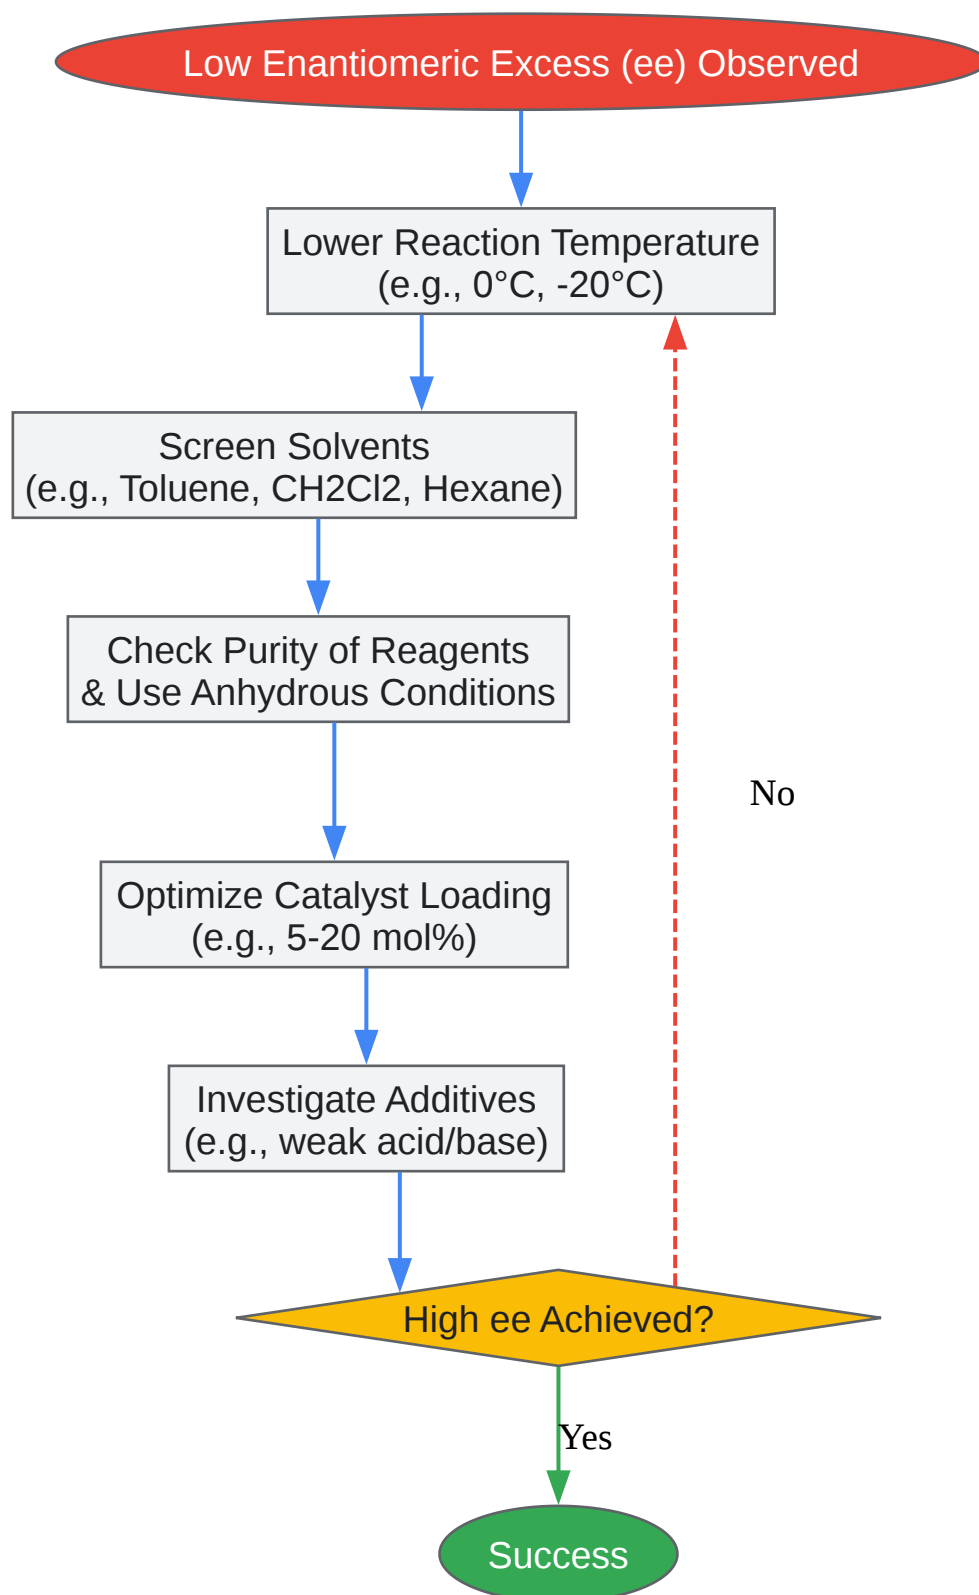 Low Enantiomeric Excess (ee) Observed
Lower Reaction Temperature
(e.g., 0°C, -20°C)
Screen Solvents
(e.g., Toluene, CH2Cl2, Hexane)
Check Purity of Reagents
& Use Anhydrous Conditions
No
Optimize Catalyst Loading
(e.g., 5-20 mol%)
Investigate Additives
(e.g., weak acid/base)
High ee Achieved?
Yes
Success